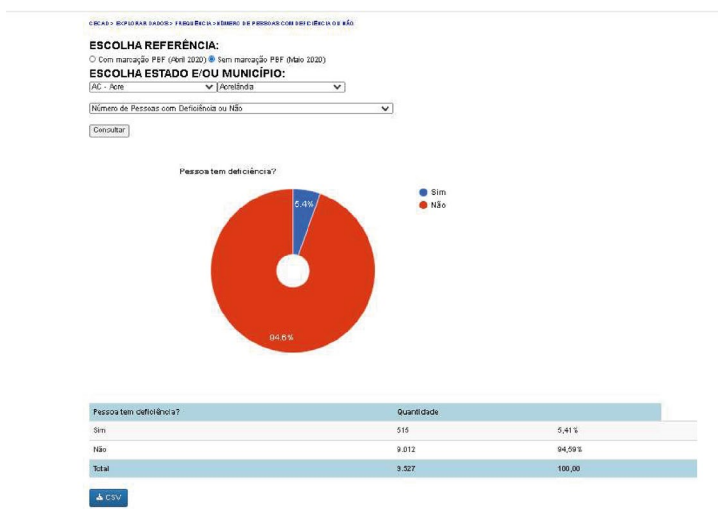 CECAD > EXPLORAR DADOS > FREQUÊNCIA > NÚMERO DE PESSOAS COM DEFICIÊNCIA OU NÃO
ESCOLHA REFERÊNCIA:
Com marcação PBF (Abril 2020) Sem marcação PBF (Maio 2020)
ESCOLHA ESTADO E/OU MUNICÍPIO:
AC - Acre Acrelândia
Número de Pessoas com Deficiência ou Não
Consultar
Pessoa tem deficiência?
Sim
Não
5.4%
94.6%
Pessoa tem deficiência? Quantidade
Sim 515 5,41%
Não 9.012 94,59%
Total 9.527 100,00
CSV